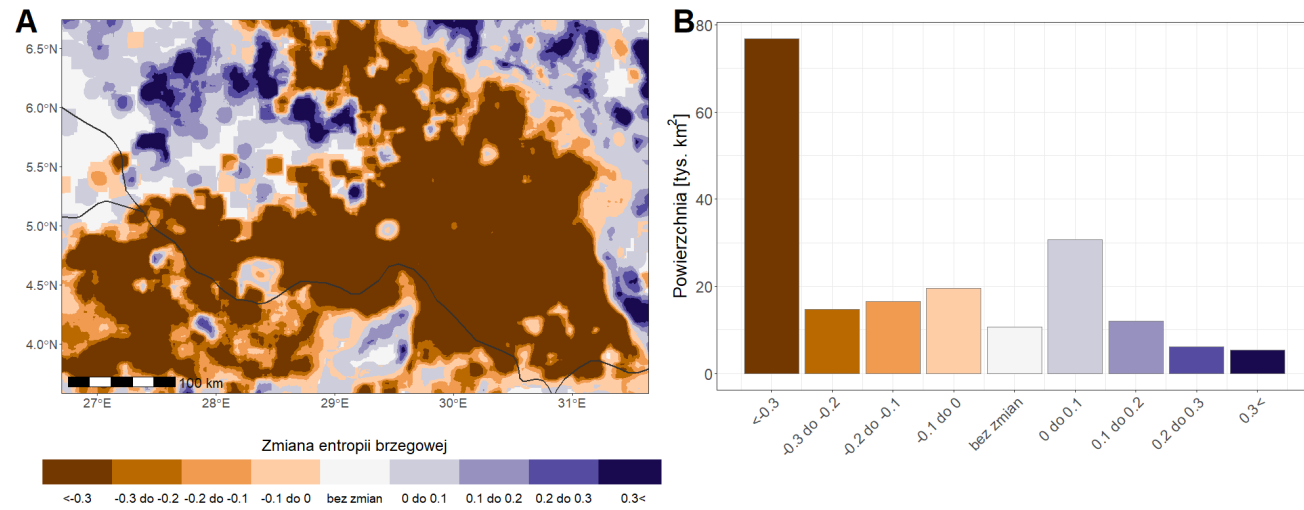 A
6.5°N
6.0°N
5.5°N
5.0°N
4.5°N
4.0°N
100 km
27°E 28°E 29°E 30°E 31°E
Zmiana entropii brzegowej
<-0.3 -0.3 do -0.2 -0.2 do -0.1 -0.1 do 0 bez zmian 0 do 0.1 0.1 do 0.2 0.2 do 0.3 0.3<
B
Powierzchnia [tys. km²]
80
60
40
20
0
<-0.3
-0.3 do -0.2
-0.2 do -0.1
-0.1 do 0
bez zmian
0 do 0.1
0.1 do 0.2
0.2 do 0.3
0.3<